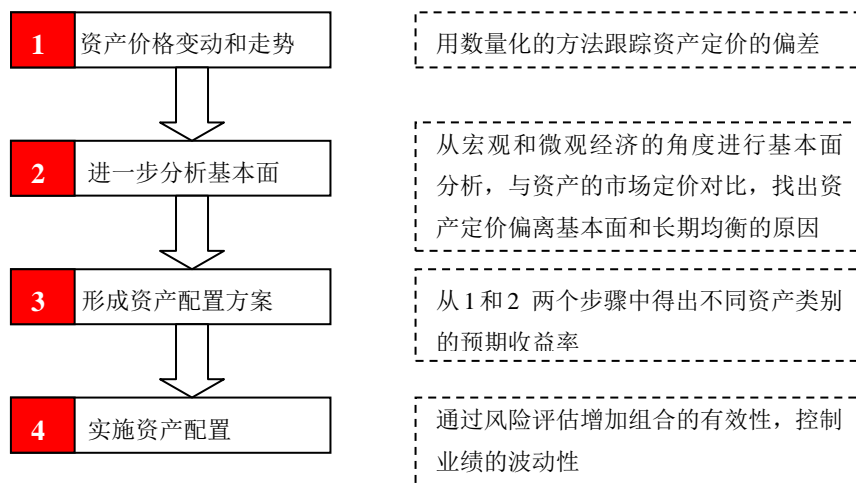 1 资产价格变动和走势
用数量化的方法跟踪资产定价的偏差
2 进一步分析基本面
从宏观和微观经济的角度进行基本面
分析，与资产的市场定价对比，找出资
产定价偏离基本面和长期均衡的原因
3 形成资产配置方案
从1和2 两个步骤中得出不同资产类别
的预期收益率
4 实施资产配置
通过风险评估增加组合的有效性，控制
业绩的波动性